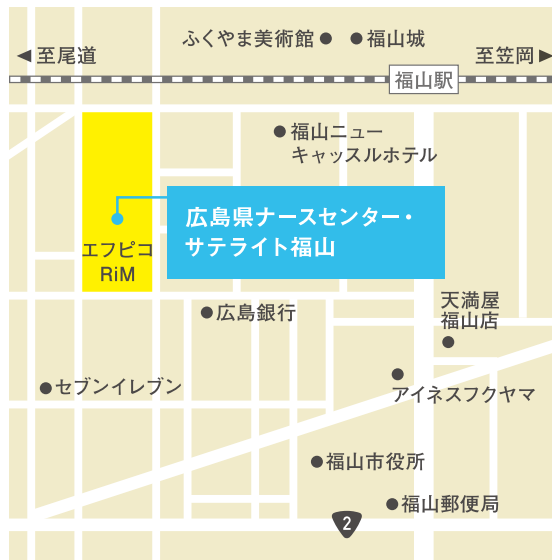 ふくやま美術館
福山城
至尾道
至笠岡
福山駅
福山ニュー
キャッスルホテル
広島県ナースセンター・
サテライト福山
エフピコ
RiM
広島銀行
天満屋
福山店
セブンイレブン
アイネスフクヤマ
福山市役所
福山郵便局
2